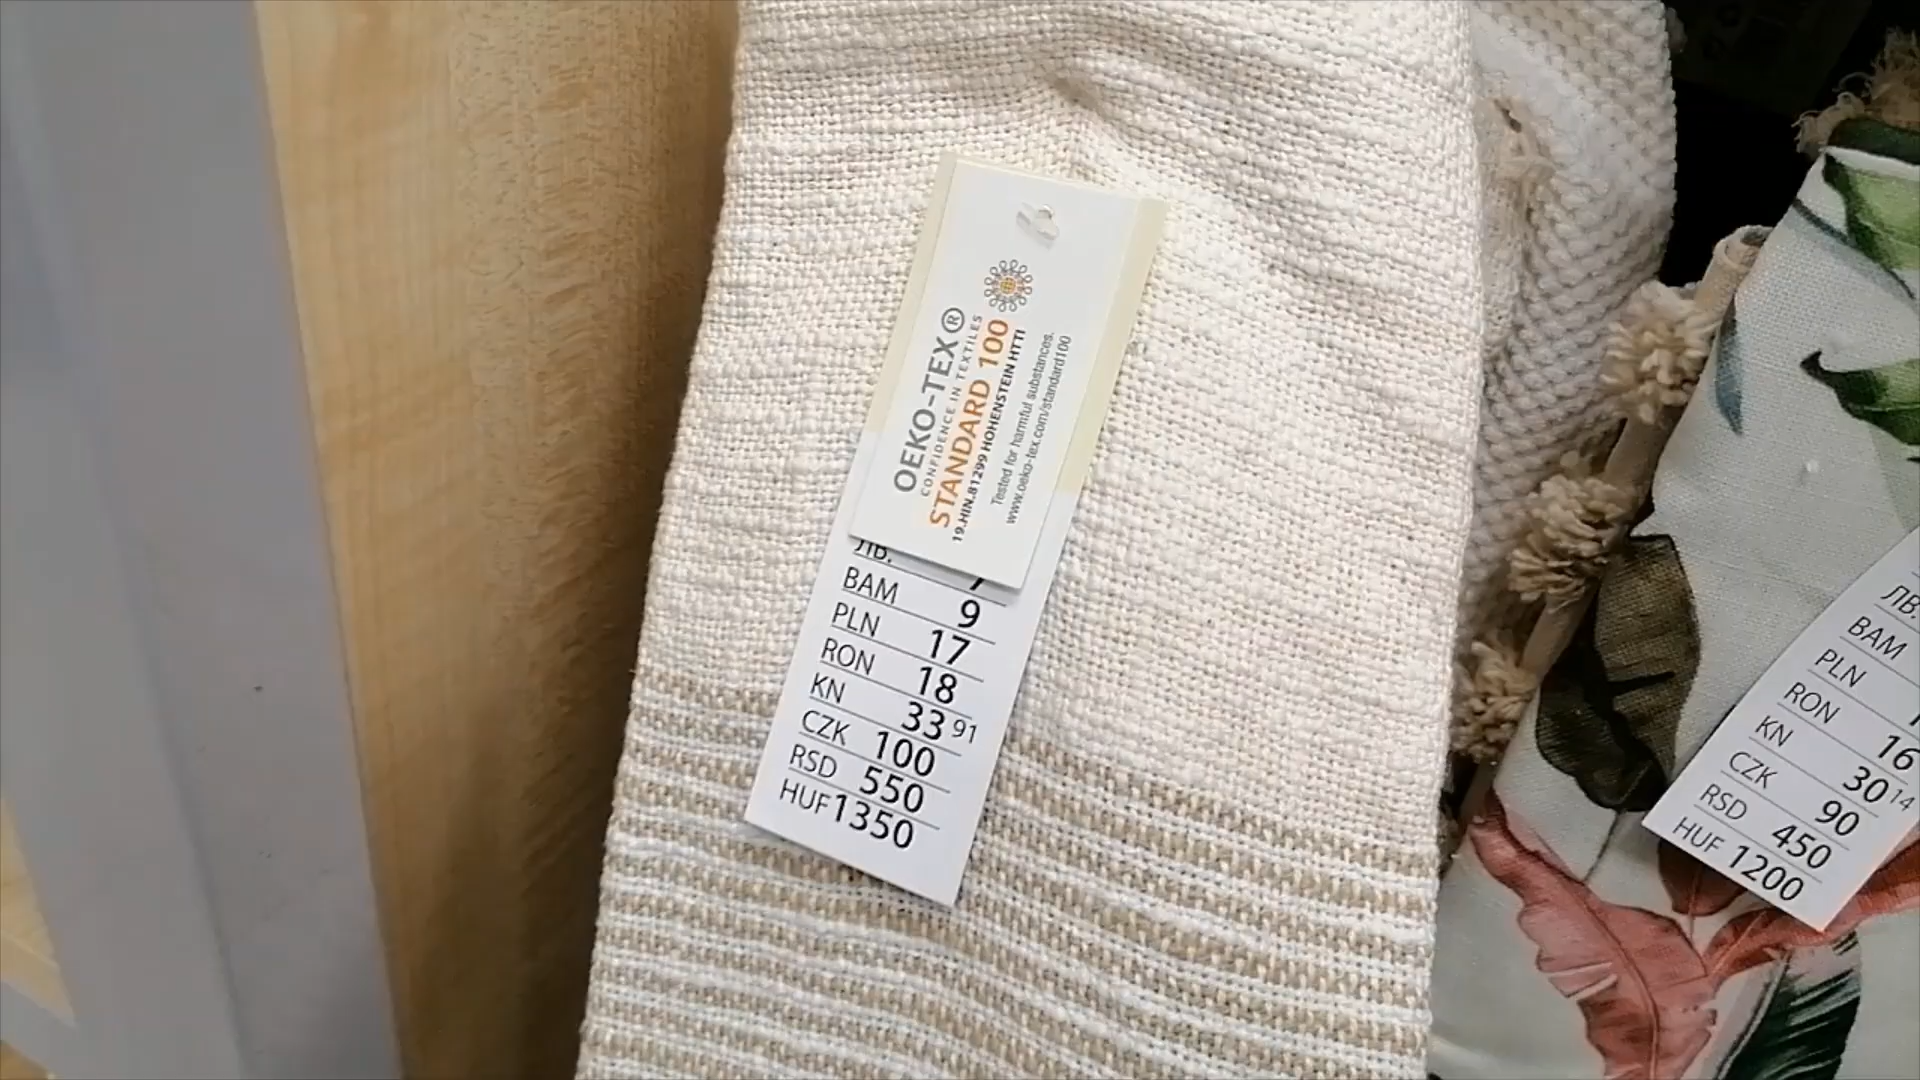 OEKO-TEX®
CONFIDENCE IN TEXTILES
STANDARD 100
19.HIN.81299 HOHENSTEIN HTTI
Tested for harmful substances.
www.oeko-tex.com/standard100
ЛВ.
BAM 9
PLN 17
RON 18
KN 33 91
CZK 100
RSD 550
HUF 1350
ЛВ.
BAM
PLN
RON 16
KN 30 14
CZK 90
RSD 450
HUF 1200